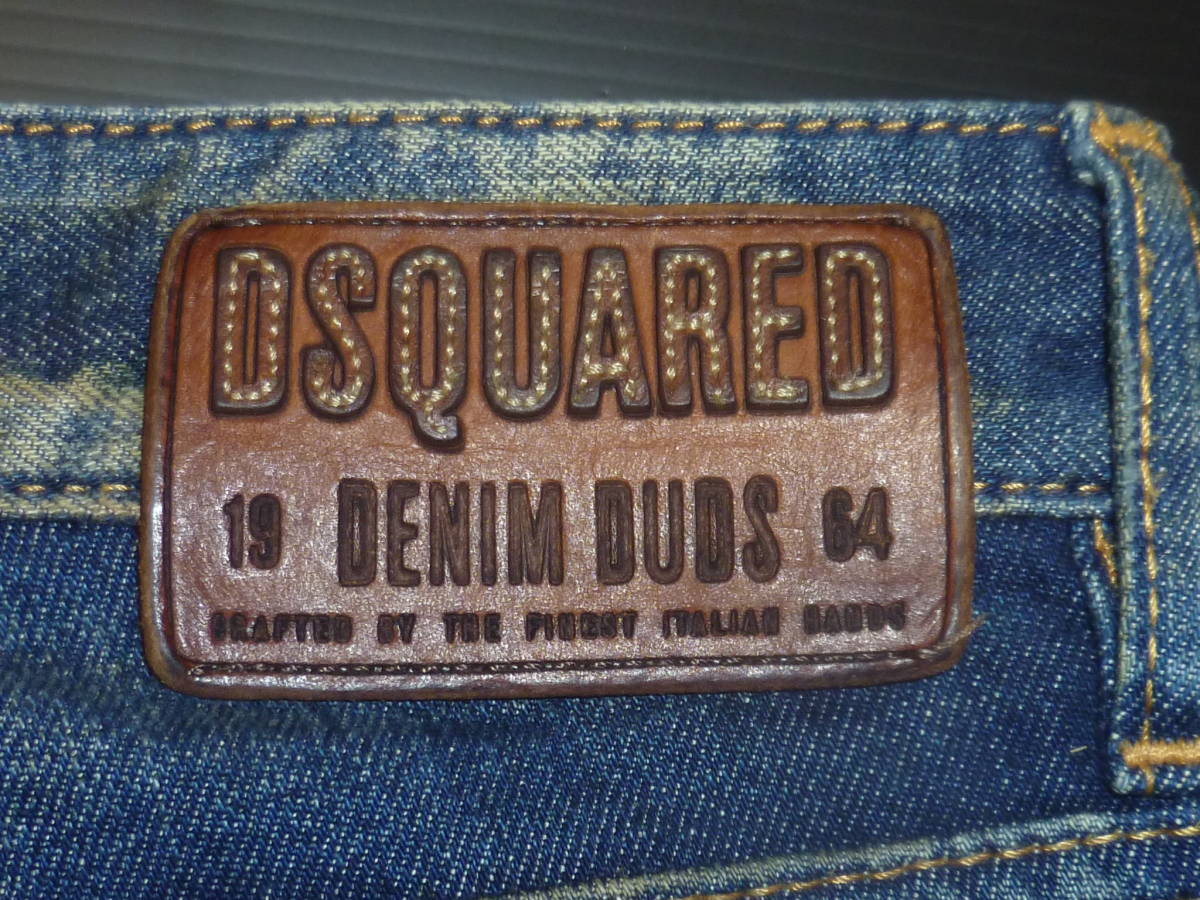 DSQUARED
19 DENIM DUDS 64
CRAFTED BY THE FINEST ITALIAN HANDS